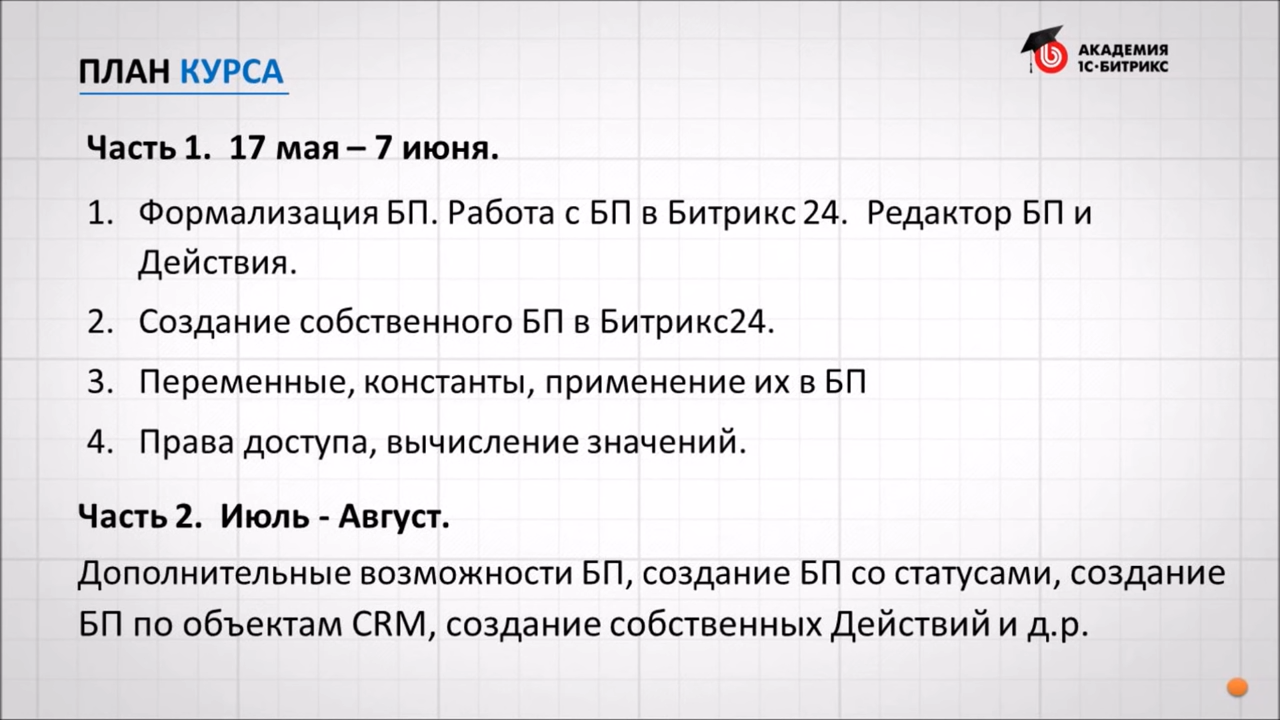 ПЛАН КУРСА
АКАДЕМИЯ
1С-БИТРИКС
Часть 1. 17 мая – 7 июня.
1. Формализация БП. Работа с БП в Битрикс 24. Редактор БП и
Действия.
2. Создание собственного БП в Битрикс24.
3. Переменные, константы, применение их в БП
4. Права доступа, вычисление значений.
Часть 2. Июль - Август.
Дополнительные возможности БП, создание БП со статусами, создание
БП по объектам CRM, создание собственных Действий и д.р.